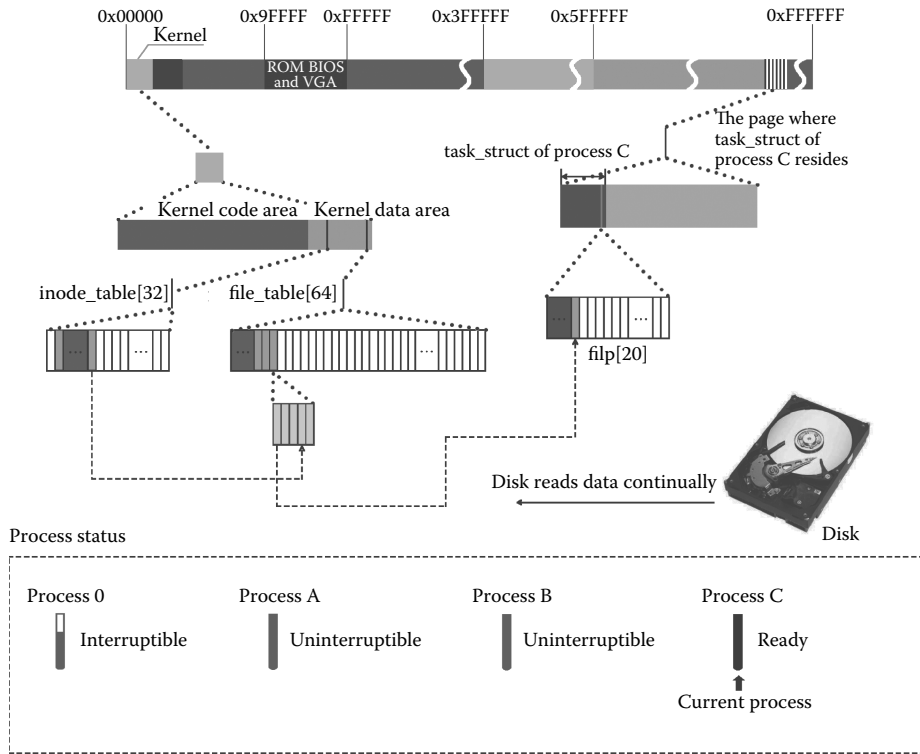 0x00000 0x9FFFF 0xFFFFF 0x3FFFFF 0x5FFFFF 0xFFFFFF
Kernel
ROM BIOS
and VGA
The page where
task_struct of
process C resides
task_struct of process C
Kernel code area Kernel data area
inode_table[32] file_table[64]
... ... ... ... ... ...
filp[20]
Disk reads data continually
Disk
Process status
Process 0 Process A Process B Process C
Interruptible Uninterruptible Uninterruptible Ready
Current process